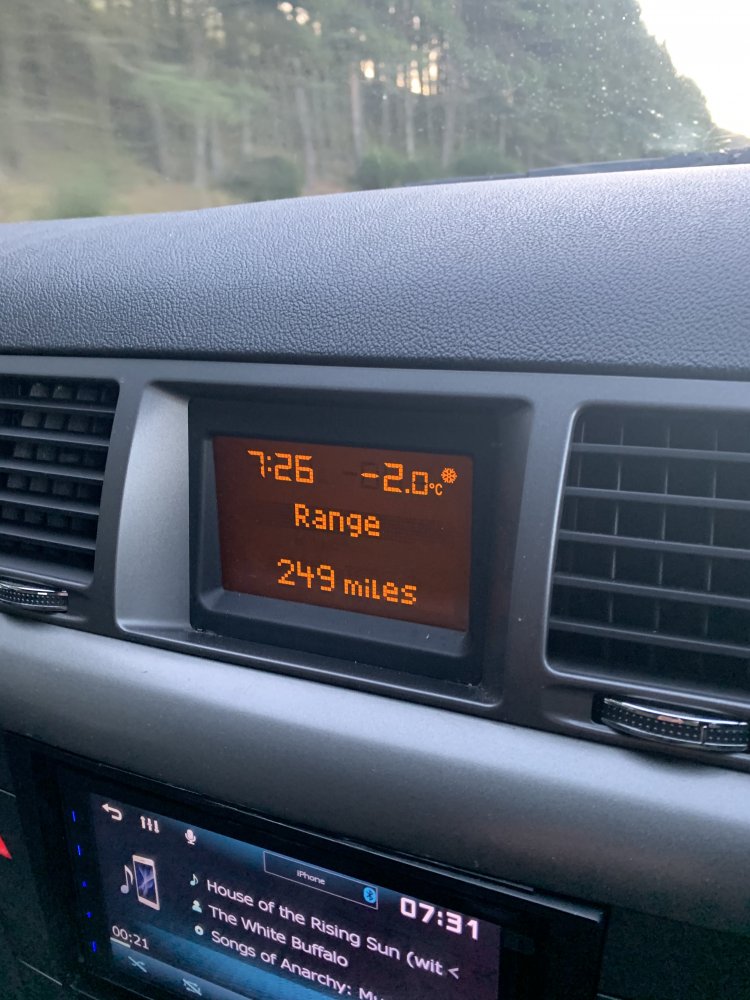 7:26 -2.0°C
Range
249 miles
iPhone
07:31
House of the Rising Sun (wit <
The White Buffalo
00:21
Songs of Anarchy: Mu